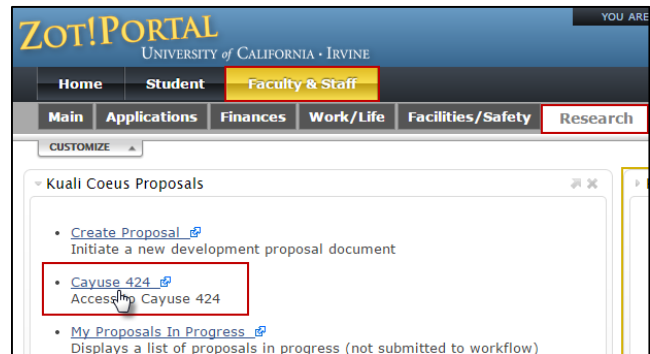 YOU ARE
ZOT!PORTAL
UNIVERSITY of CALIFORNIA · IRVINE
Home Student Faculty & Staff
Main Applications Finances Work/Life Facilities/Safety Research
CUSTOMIZE
Kuali Coeus Proposals
• Create Proposal
Initiate a new development proposal document
• Cayuse 424
Access to Cayuse 424
• My Proposals In Progress
Displays a list of proposals in progress (not submitted to workflow)